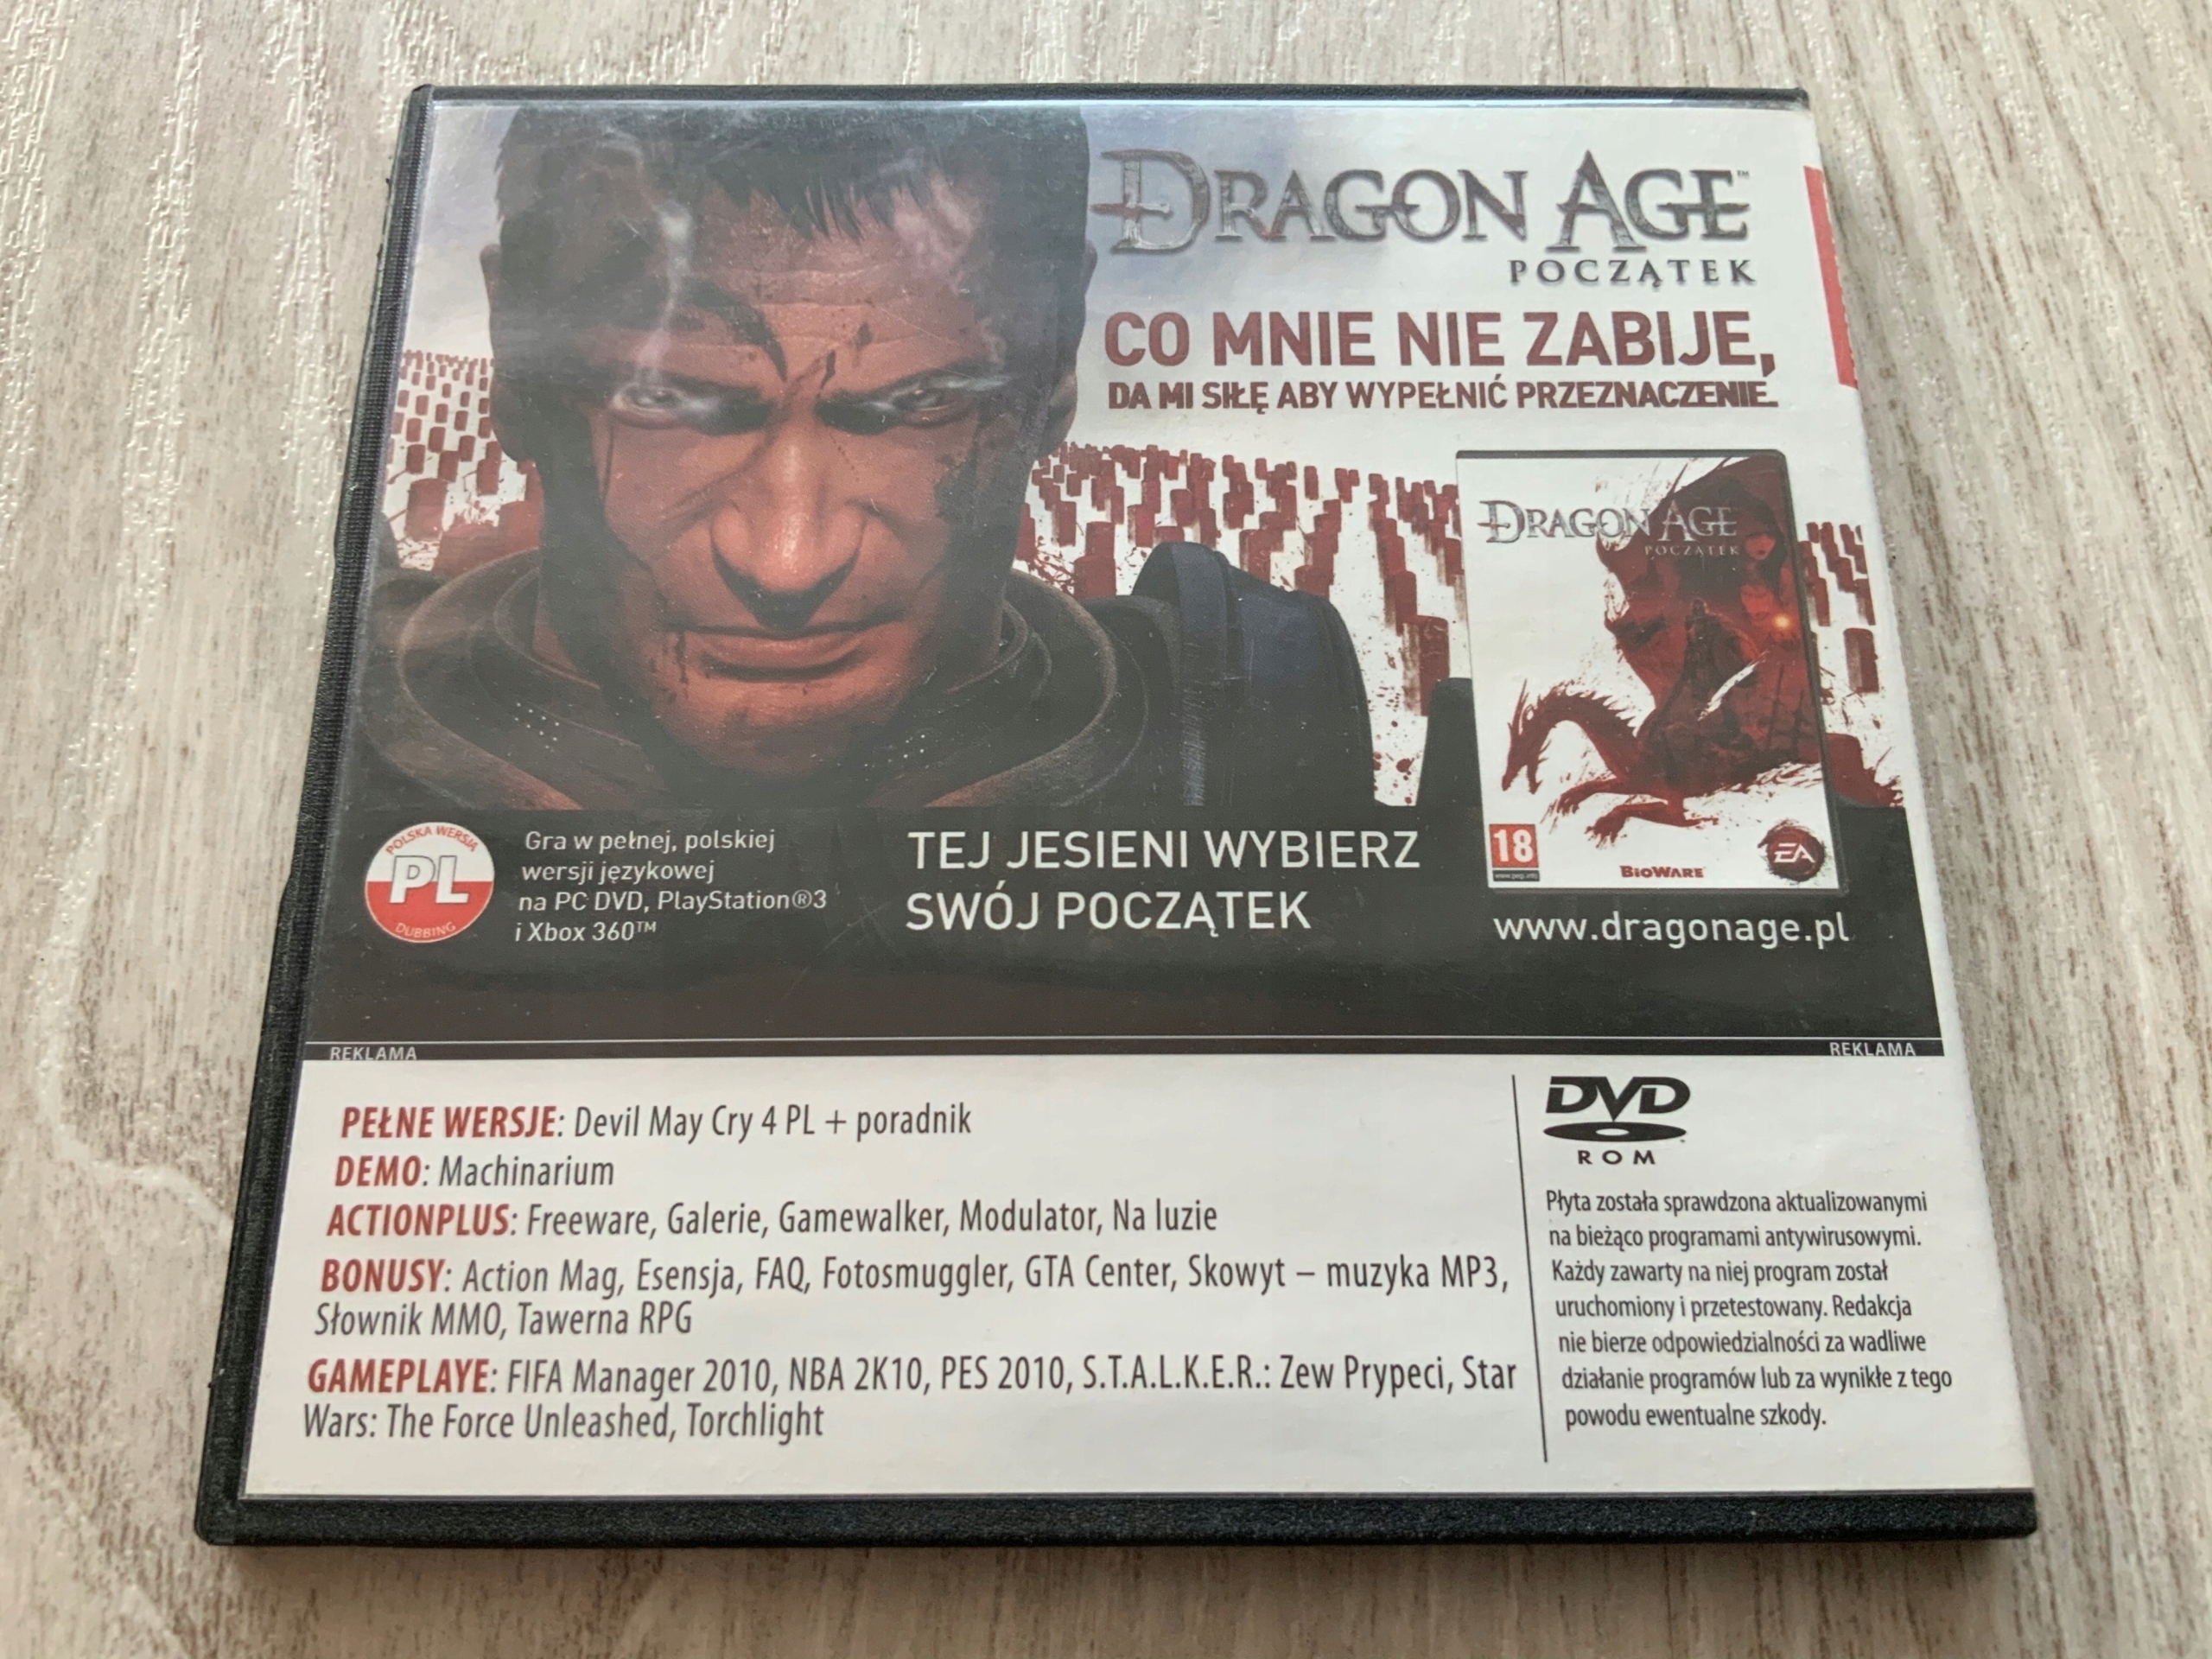 DRAGON AGE™
POCZĄTEK
CO MNIE NIE ZABIJE,
DA MI SIŁĘ ABY WYPEŁNIĆ PRZEZNACZENIE.
DRAGON AGE
POCZĄTEK
18
www.pegi.info
BIOWARE
EA
POLSKA WERSJA
PL
DUBBING
Gra w pełnej, polskiej
wersji językowej
na PC DVD, PlayStation®3
i Xbox 360™
TEJ JESIENI WYBIERZ
SWÓJ POCZĄTEK
www.dragonage.pl
REKLAMA
REKLAMA
PEŁNE WERSJE: Devil May Cry 4 PL + poradnik
DEMO: Machinarium
ACTIONPLUS: Freeware, Galerie, Gamewalker, Modulator, Na luzie
BONUSY: Action Mag, Esensja, FAQ, Fotosmuggler, GTA Center, Skowyt – muzyka MP3,
Słownik MMO, Tawerna RPG
GAMEPLAYE: FIFA Manager 2010, NBA 2K10, PES 2010, S.T.A.L.K.E.R.: Zew Prypeci, Star
Wars: The Force Unleashed, Torchlight
DVD
ROM
Płyta została sprawdzona aktualizowanymi
na bieżąco programami antywirusowymi.
Każdy zawarty na niej program został
uruchomiony i przetestowany. Redakcja
nie bierze odpowiedzialności za wadliwe
działanie programów lub za wynikłe z tego
powodu ewentualne szkody.